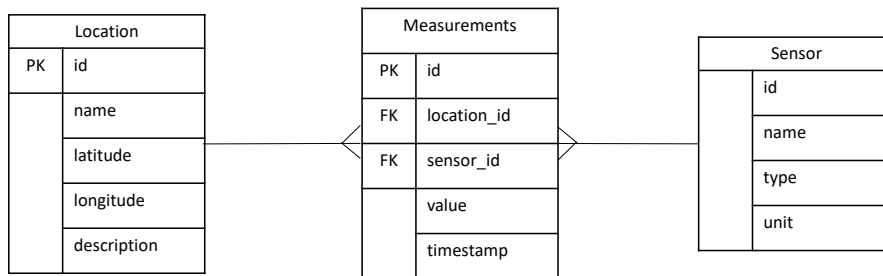 Location
PK id
name
latitude
longitude
description
Measurements
PK id
FK location_id
FK sensor_id
value
timestamp
Sensor
id
name
type
unit